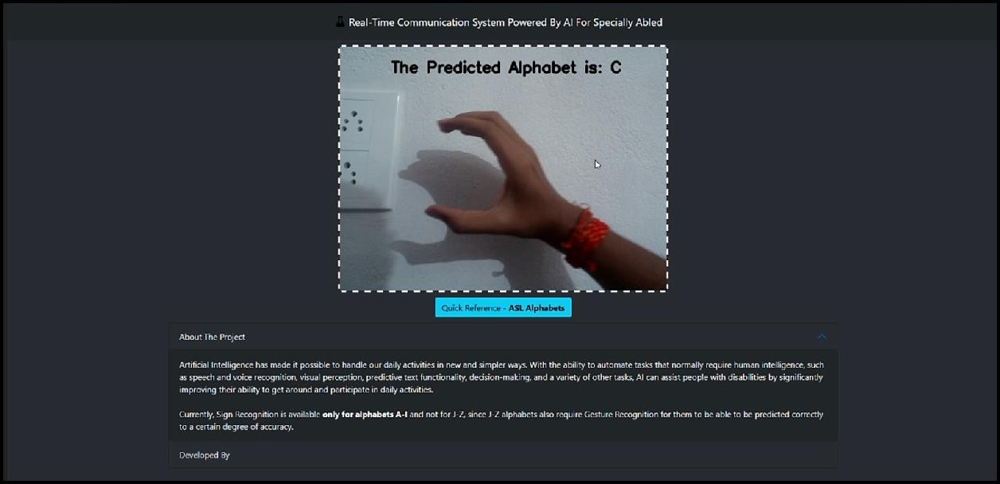 Real-Time Communication System Powered By AI For Specially Abled
The Predicted Alphabet is: C
Quick Reference - ASL Alphabets
About The Project
Artificial Intelligence has made it possible to handle our daily activities in new and simpler ways. With the ability to automate tasks that normally require human intelligence, such
as speech and voice recognition, visual perception, predictive text functionality, decision-making, and a variety of other tasks, AI can assist people with disabilities by significantly
improving their ability to get around and participate in daily activities.
Currently, Sign Recognition is available only for alphabets A-I and not for J-Z, since J-Z alphabets also require Gesture Recognition for them to be able to be predicted correctly
to a certain degree of accuracy.
Developed By